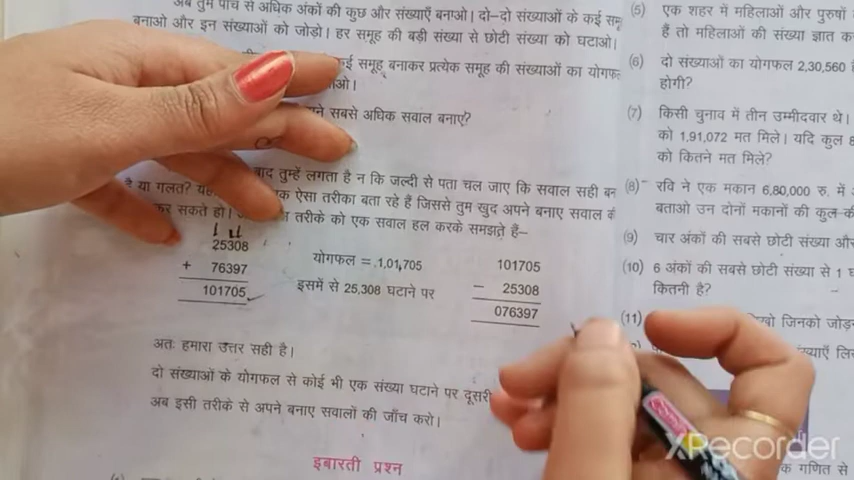 अब तुम पांच से अधिक अंकों की कुछ और संख्याएँ बनाओ। दो-दो संख्याओं के कई
बनाओ और इन संख्याओं को जोड़ो। हर समूह की बड़ी संख्या से छोटी संख्या को घटाओ।
कई समूह बनाकर प्रत्येक समूह की संख्याओं का
सबसे अधिक सवाल बनाए?
बाद तुम्हें लगता है न कि जल्दी से पता चल जाए कि सवाल सही
है या गलत? ऐसा तरीका बता रहे हैं जिससे तुम खुद अपने बनाए सवाल
कर सकते हो। तरीके को एक सवाल हल करके समझते हैं–
25308
+ 76397
101705
योगफल = 1,01,705
इसमें से 25,308 घटाने पर
101705
– 25308
076397
अतः हमारा उत्तर सही है।
दो संख्याओं के योगफल से कोई भी एक संख्या घटाने पर दूसरी
अब इसी तरीके से अपने बनाए सवालों की जाँच करो।
इबारती प्रश्न
(5) एक शहर में महिलाओं और पुरुषों
हैं तो महिलाओं की संख्या ज्ञात
(6) दो संख्याओं का योगफल 2,30,560
होगी?
(7) किसी चुनाव में तीन उम्मीदवार थे।
को 1,91,072 मत मिले। यदि कुल
को कितने मत मिले?
(8) रवि ने एक मकान 6,80,000 रु. में
बताओ उन दोनों मकानों की कुल
(9) चार अंकों की सबसे छोटी संख्या
(10) 6 अंकों की सबसे छोटी संख्या से 1
कितनी है?
(11) जिनको
गणित से
XRecorder